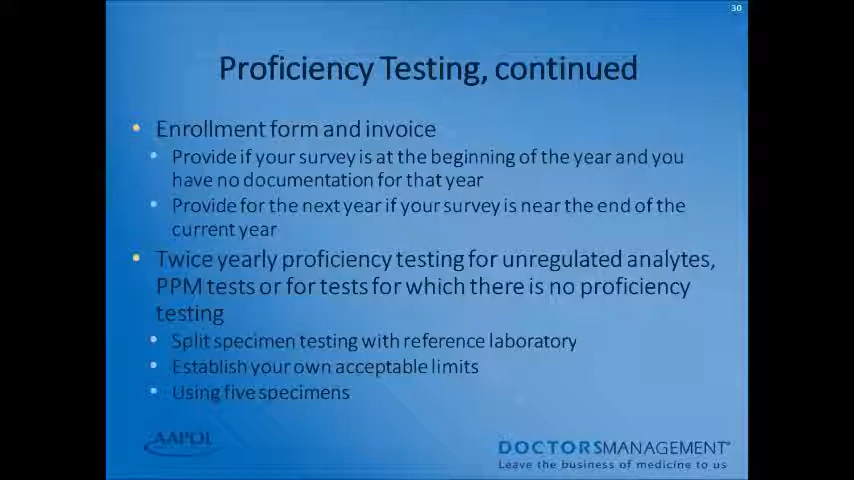 30
Proficiency Testing, continued
• Enrollment form and invoice
• Provide if your survey is at the beginning of the year and you
have no documentation for that year
• Provide for the next year if your survey is near the end of the
current year
• Twice yearly proficiency testing for unregulated analytes,
PPM tests or for tests for which there is no proficiency
testing
• Split specimen testing with reference laboratory
• Establish your own acceptable limits
• Using five specimens
AAPOL
DOCTORSMANAGEMENT®
Leave the business of medicine to us